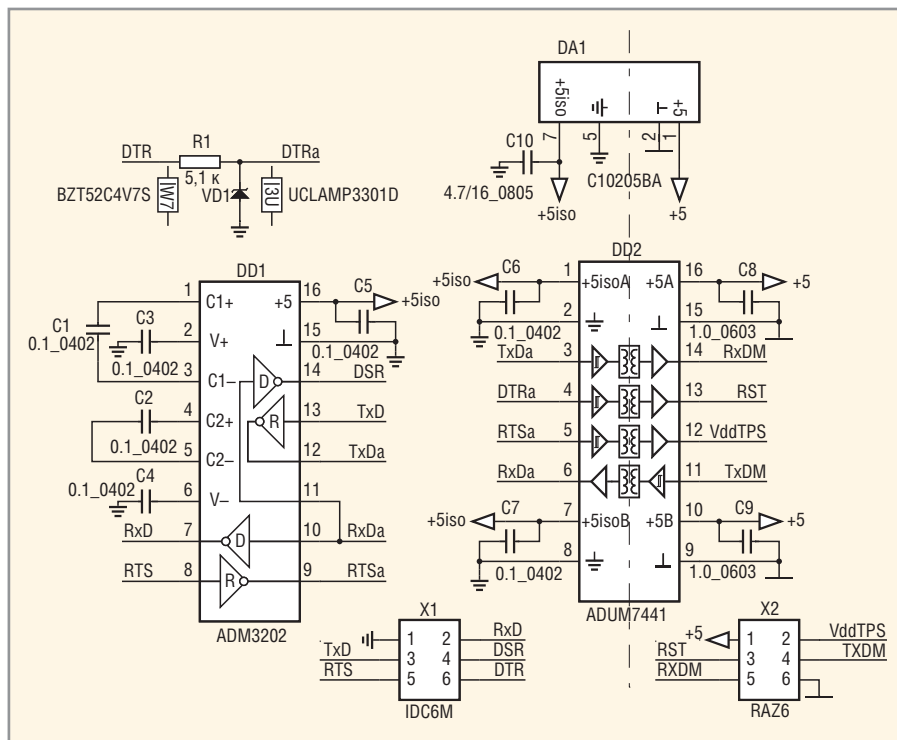 DA1
+5iso
+5
7
5
2
1
C10
4.7/16_0805
C10205BA
+5iso
+5
R1
DTR
DTRa
5,1 к
BZT52C4V7S
W7
VD1
I3U
UCLAMP3301D
DD1
1 C1+ +5 16
C5
+5iso
C1
0.1_0402
C3
2 V+ 15
0.1_0402
0.1_0402
3 C1– D 14 DSR
C2
4 C2+ R 13 TxD
0.1_0402
5 C2– 12 TxDa
C4
0.1_0402
6 V– 11
RxD 7 D 10 RxDa
RTS 8 R 9 RTSa
ADM3202
DD2
+5iso C6 1 +5isoA +5A 16 C8 +5
2 15
0.1_0402 1.0_0603
TxDa 3 14 RxDM
DTRa 4 13 RST
RTSa 5 12 VddTPS
RxDa 6 11 TxDM
+5iso C7 7 +5isoB +5B 10 C9 +5
8 9
0.1_0402 1.0_0603
ADUM7441
X1
1 2 RxD
TxD 3 4 DSR
RTS 5 6 DTR
IDC6M
X2
+5 1 2 VddTPS
RST 3 4 TXDM
RXDM 5 6
RAZ6